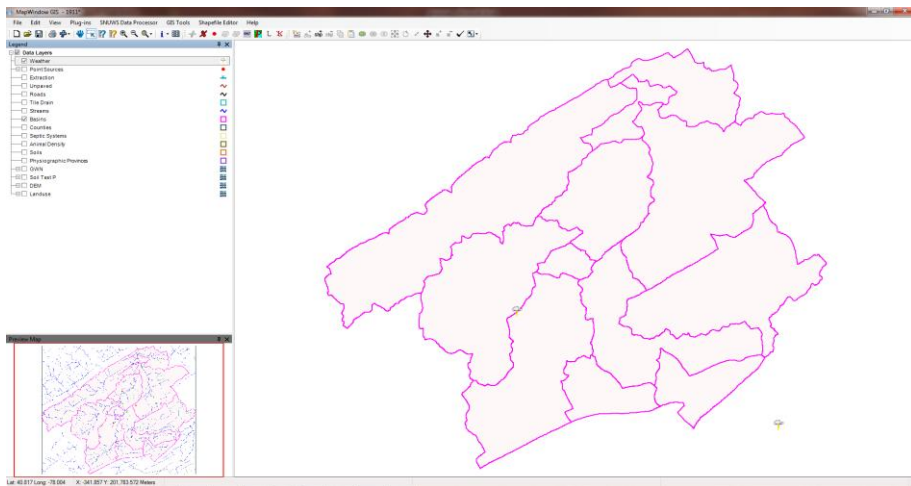 MapWindow GIS - 1911*
File Edit View Plug-ins SNUWS Data Processor GIS Tools Shapefile Editor Help
Legend
Data Layers
Weather
Point Sources
Extraction
Unpaved
Roads
Tile Drain
Streams
Basins
Counties
Septic Systems
Animal Density
Soils
Physiographic Provinces
GWN
Soil Test P
DEM
Landuse
Preview Map
Lat: 40.817 Long: -78.004 X: -341.857 Y: 201,783.572 Meters